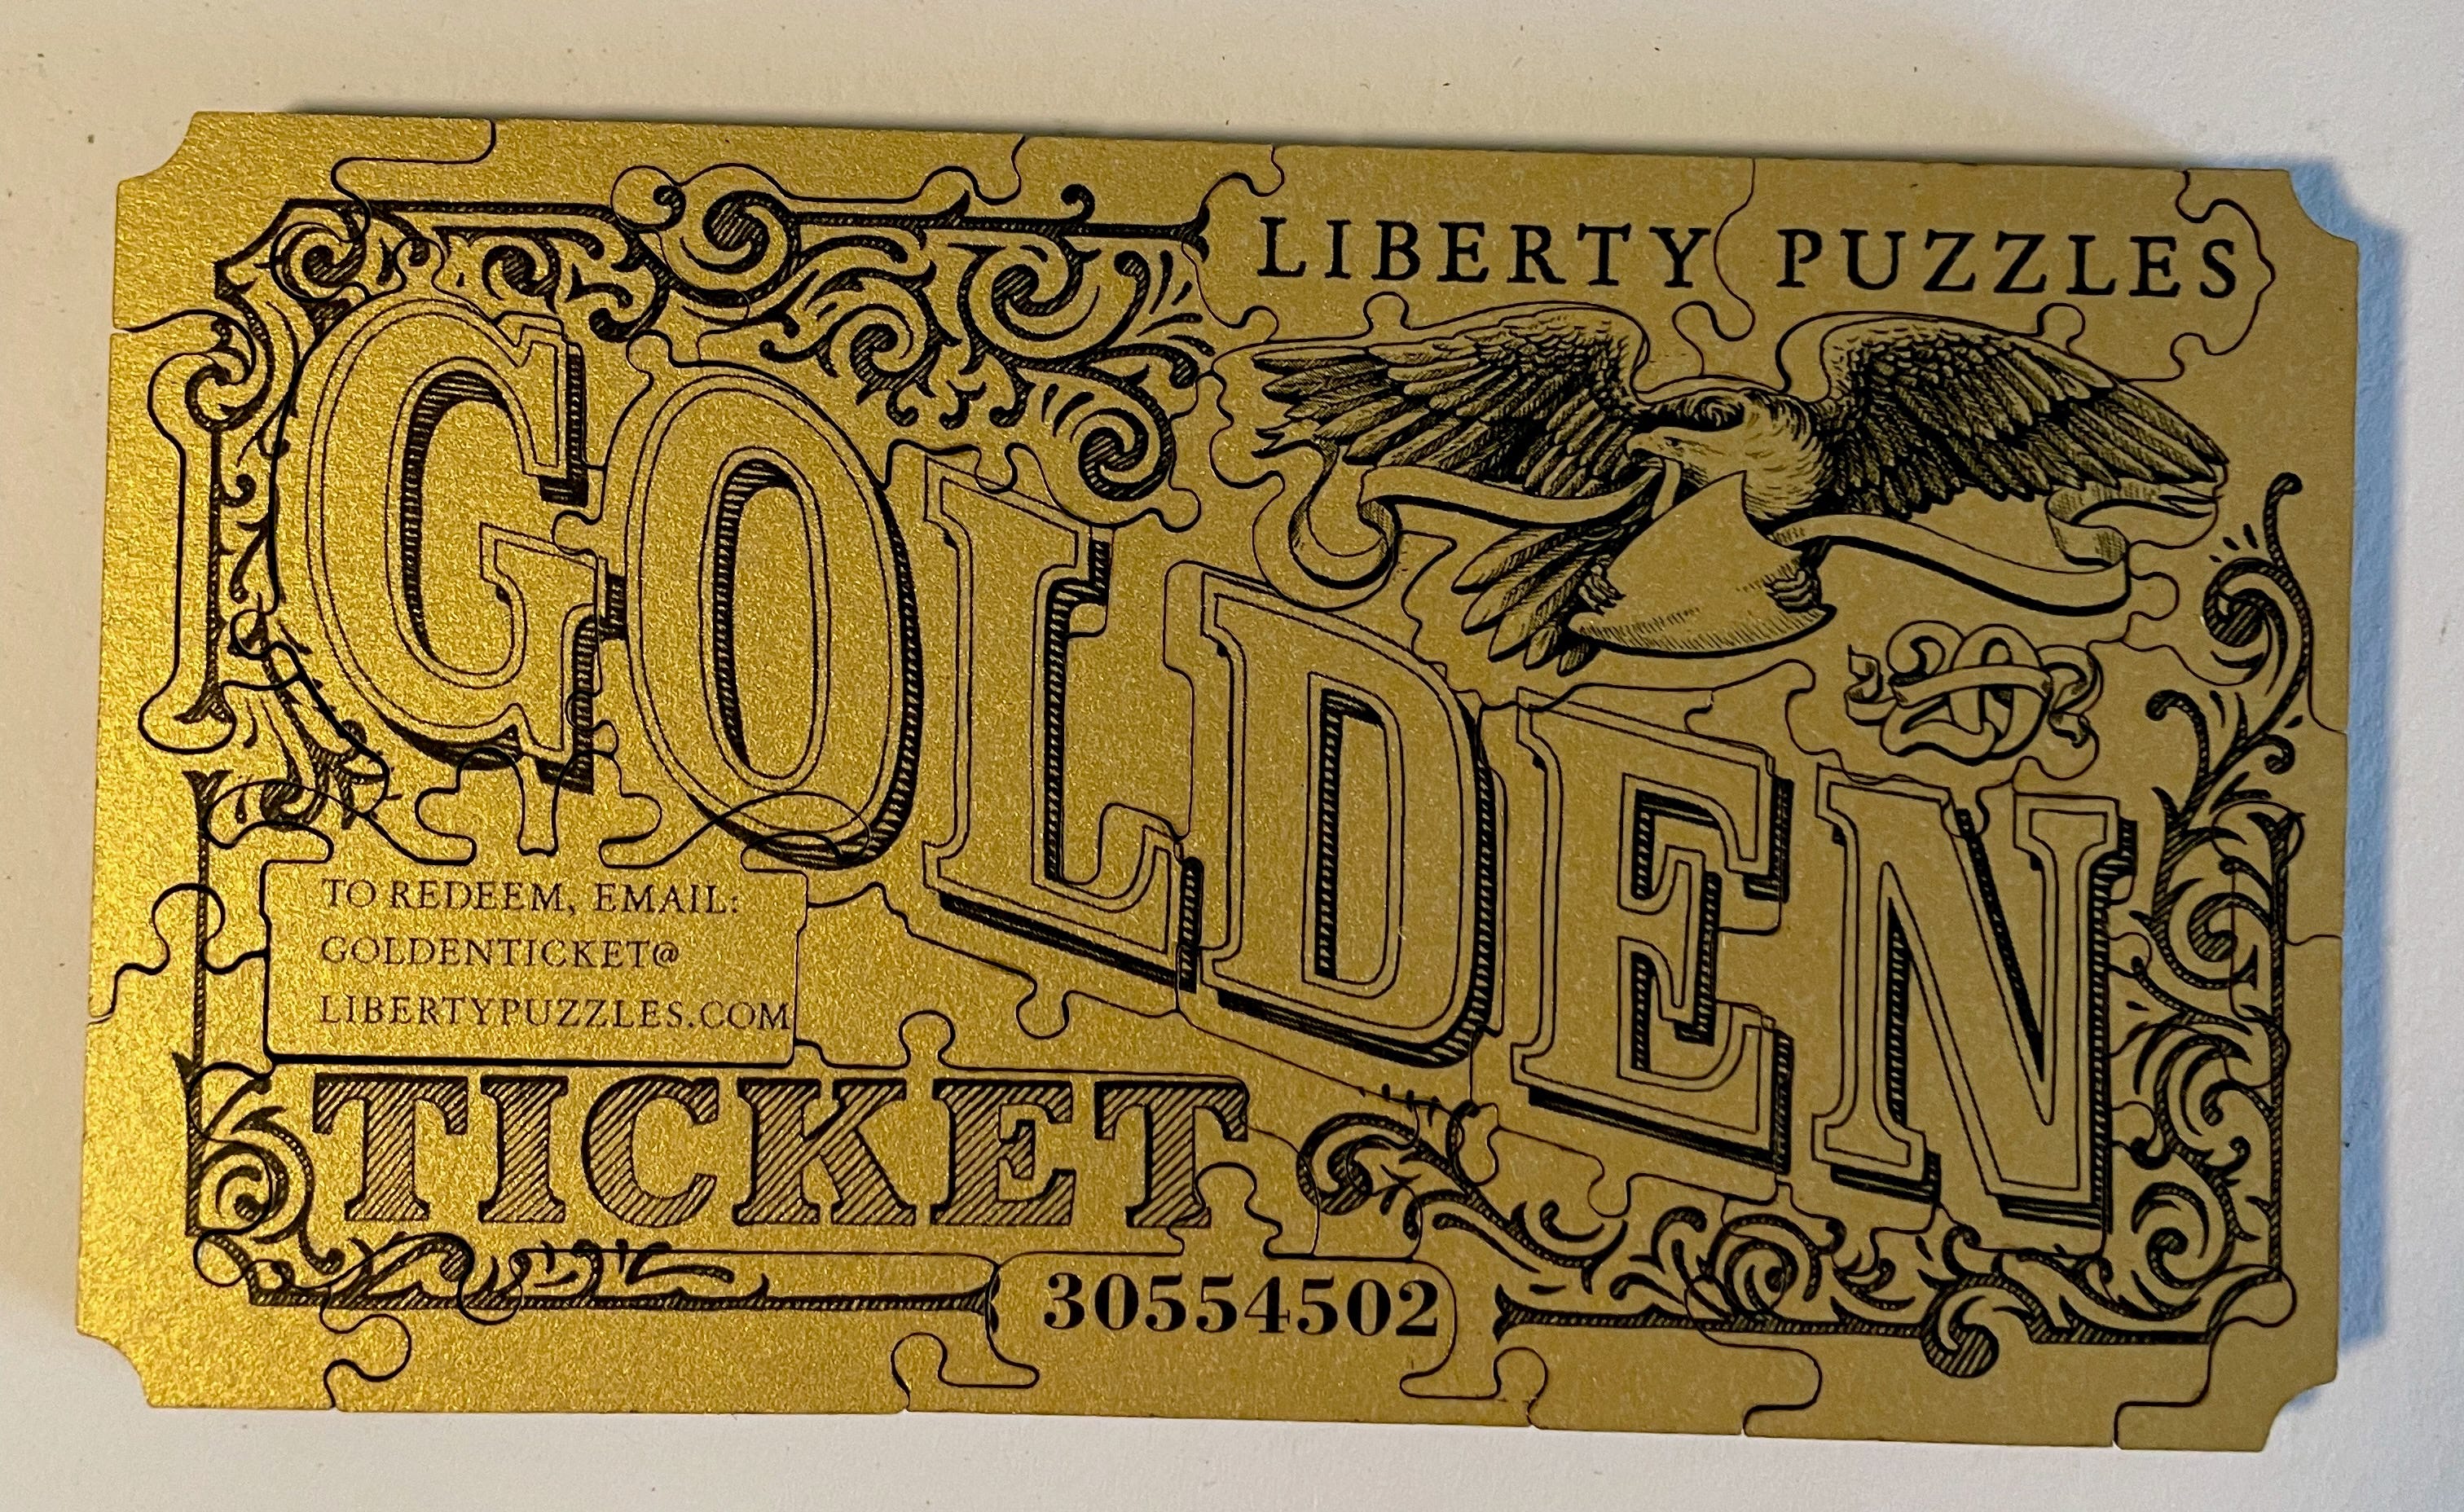 LIBERTY PUZZLES
GOLDEN
TO REDEEM, EMAIL:
GOLDENTICKET@
LIBERTYPUZZLES.COM
TICKET
30554502